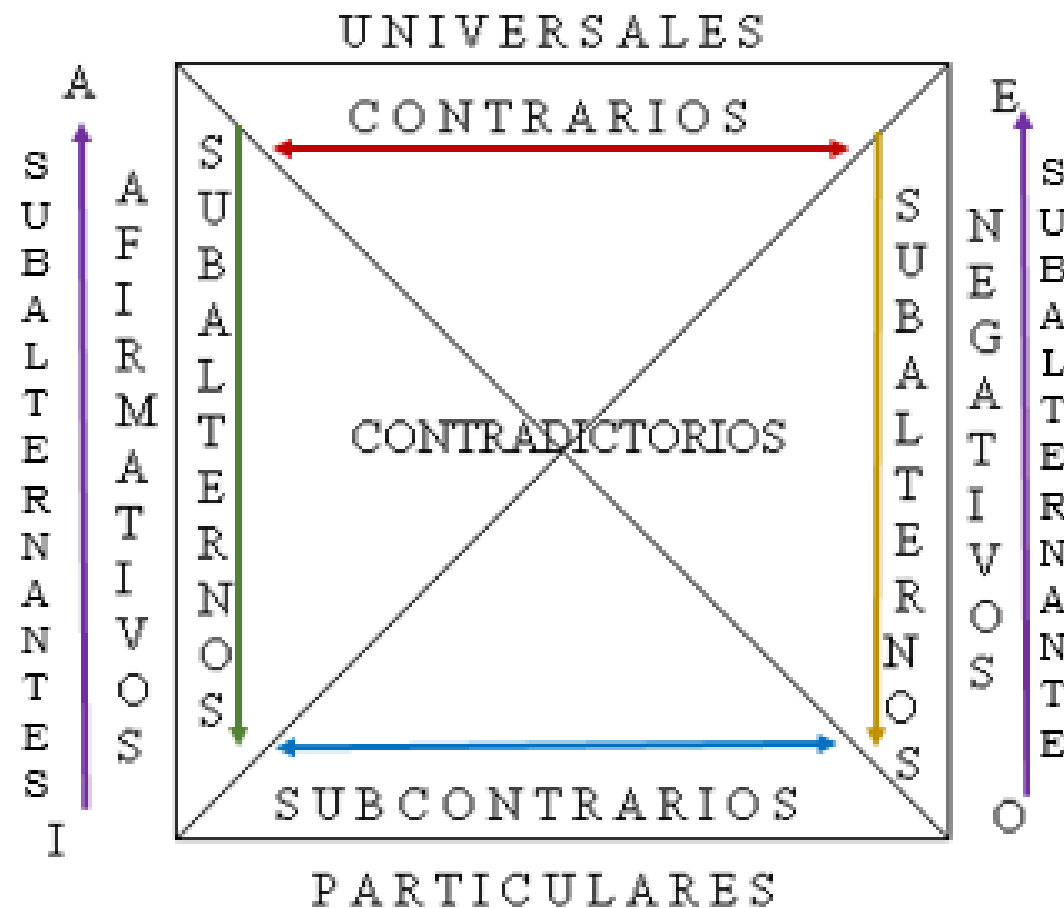 UNIVERSALES
A
E
CONTRARIOS
SUBALTERNANTES
AFIRMATIVOS
SUBALTERNOS
CONTRADICTORIOS
SUBALTERNOS
NEGATIVOS
SUBALTERNANTE
SUBCONTRARIOS
I
O
PARTICULARES